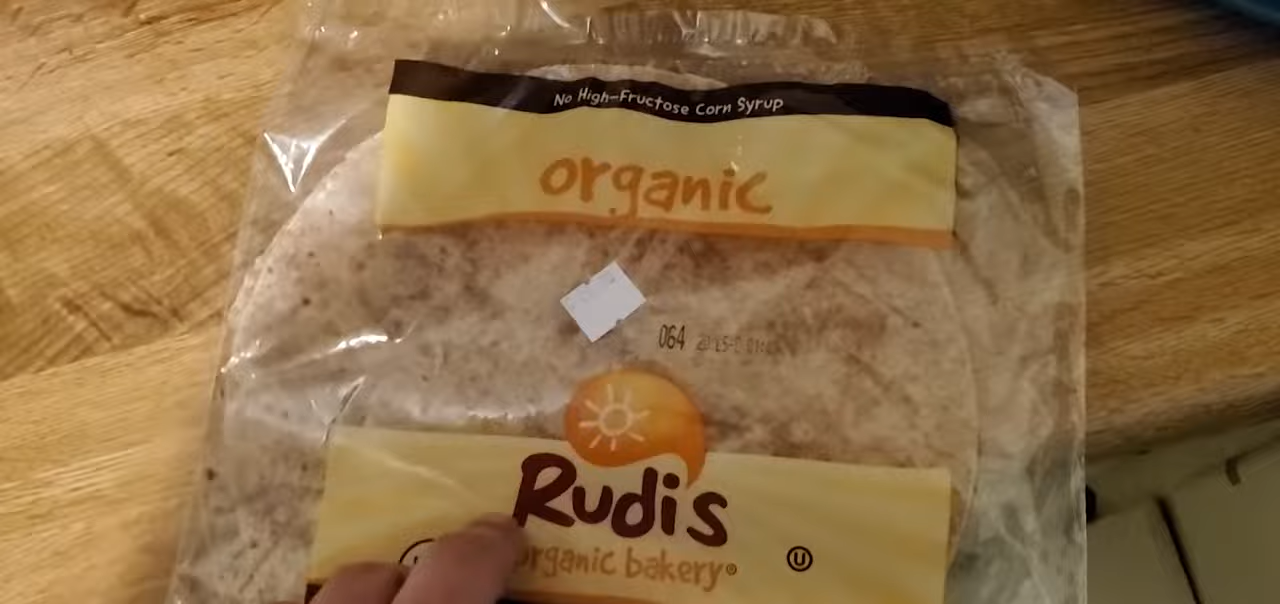 No High-Fructose Corn Syrup
organic
064
Rudi's
organic bakery®
U